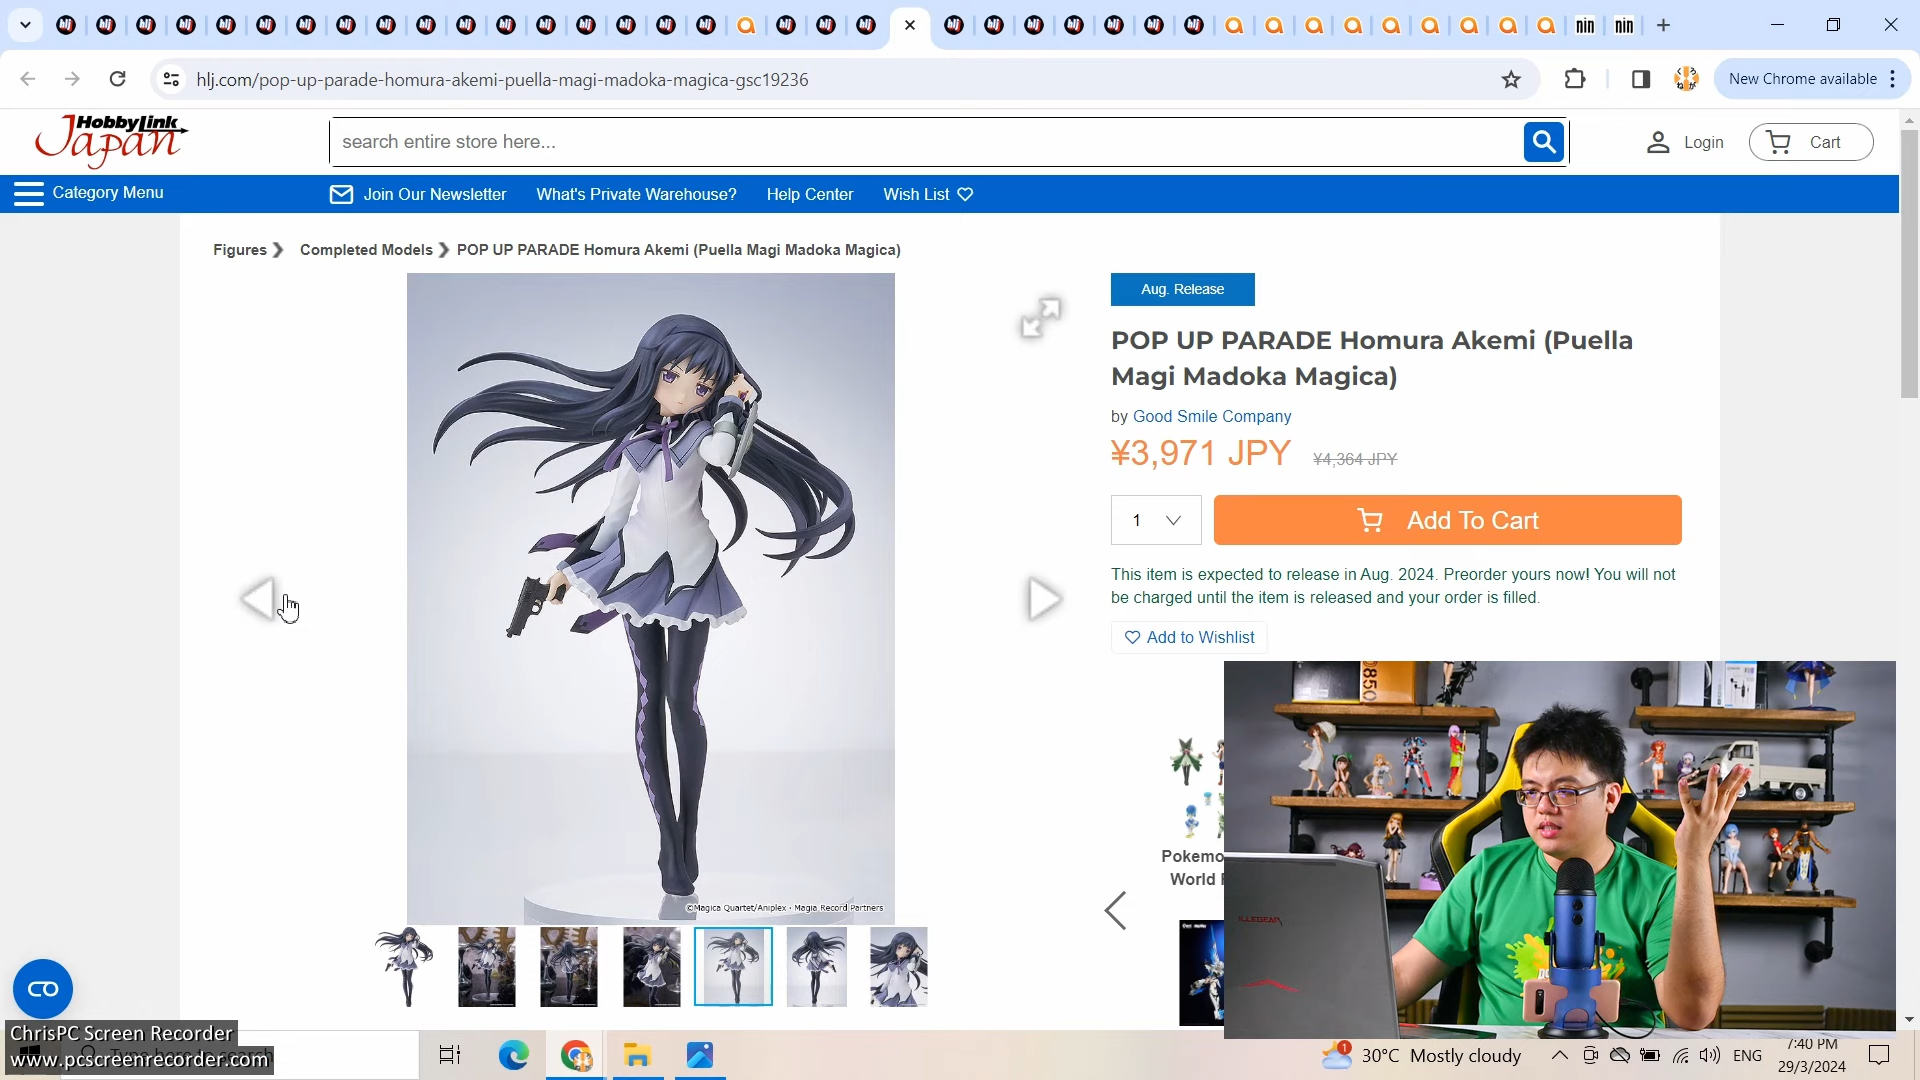 hlj.com/pop-up-parade-homura-akemi-puella-magi-madoka-magica-gsc19236
New Chrome available
HobbyLink
Japan
search entire store here...
Login
Cart
Category Menu
Join Our Newsletter
What's Private Warehouse?
Help Center
Wish List
Figures
Completed Models
POP UP PARADE Homura Akemi (Puella Magi Madoka Magica)
Aug. Release
POP UP PARADE Homura Akemi (Puella
Magi Madoka Magica)
by Good Smile Company
¥3,971 JPY ¥4,364 JPY
1
Add To Cart
This item is expected to release in Aug. 2024. Preorder yours now! You will not
be charged until the item is released and your order is filled.
Add to Wishlist
©Magica Quartet/Aniplex・Magia Record Partners
Pokemo
World
ILLEGEAR
ChrisPC Screen Recorder
www.pcscreenrecorder.com
30°C Mostly cloudy
ENG
7:40 PM
29/3/2024